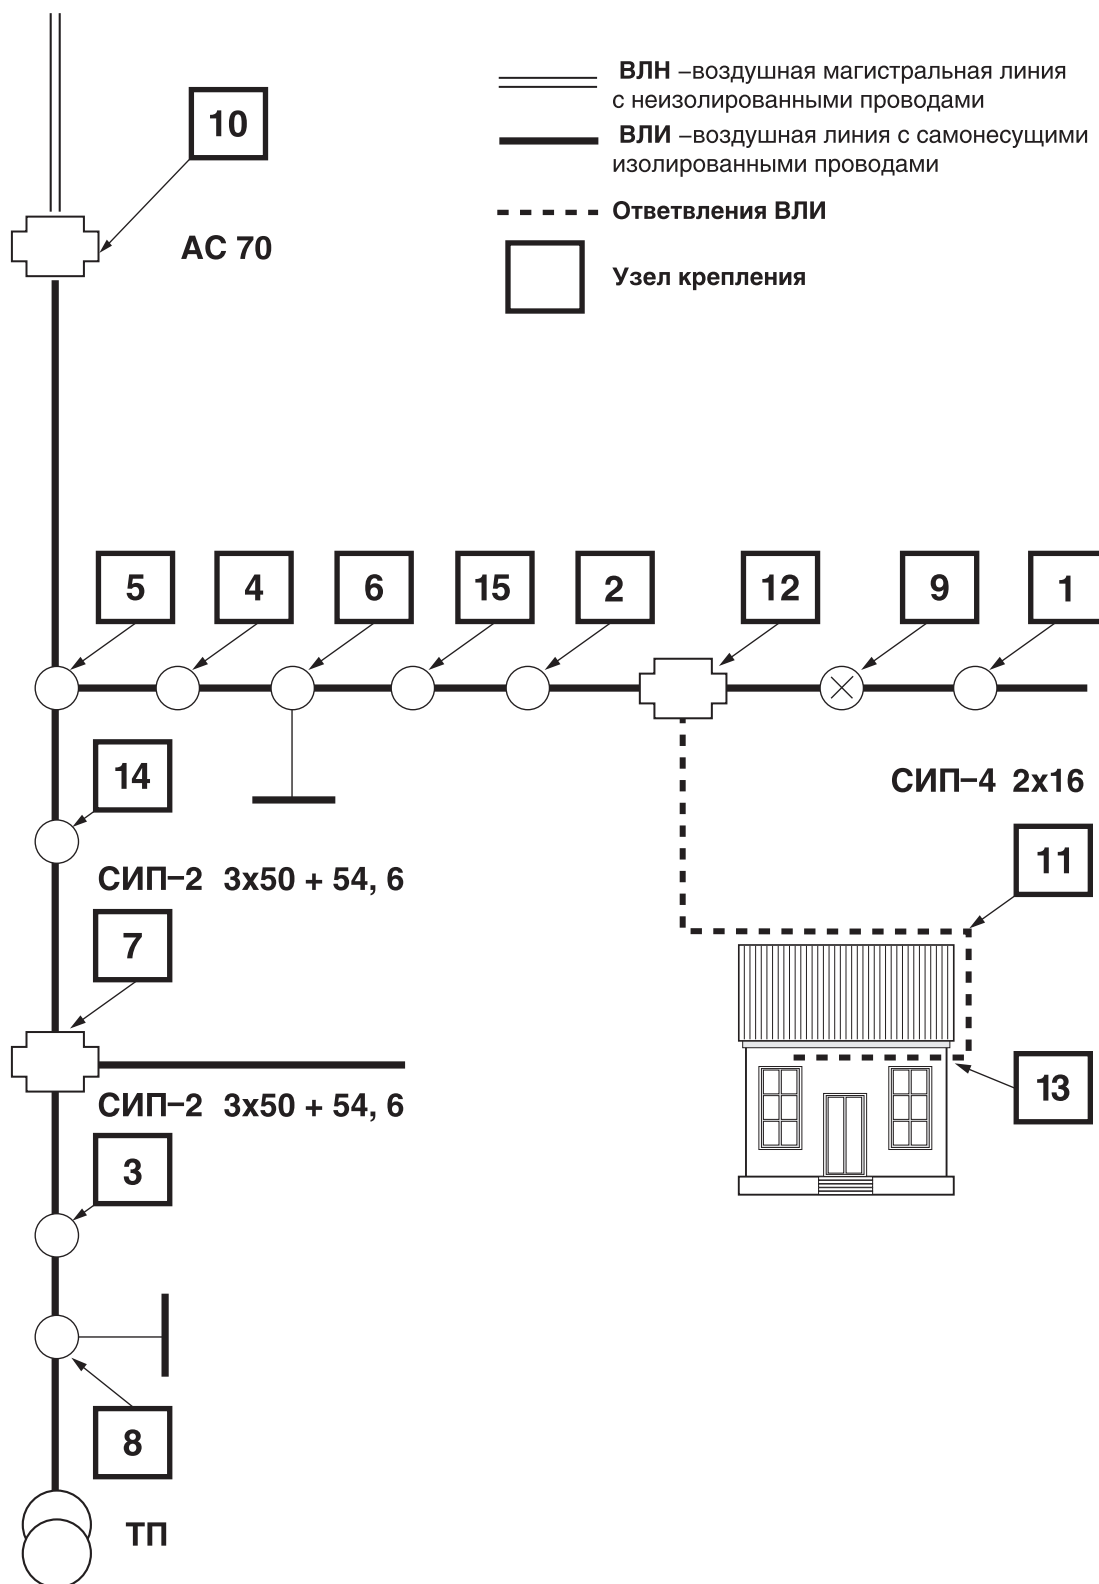 ВЛН –воздушная магистральная линия
с неизолированными проводами
10
ВЛИ –воздушная линия с самонесущими
изолированными проводами
Ответвления ВЛИ
АС 70
Узел крепления
5
4
6
15
2
12
9
1
14
СИП–4 2х16
11
СИП–2 3х50 + 54, 6
7
13
СИП–2 3х50 + 54, 6
3
8
ТП